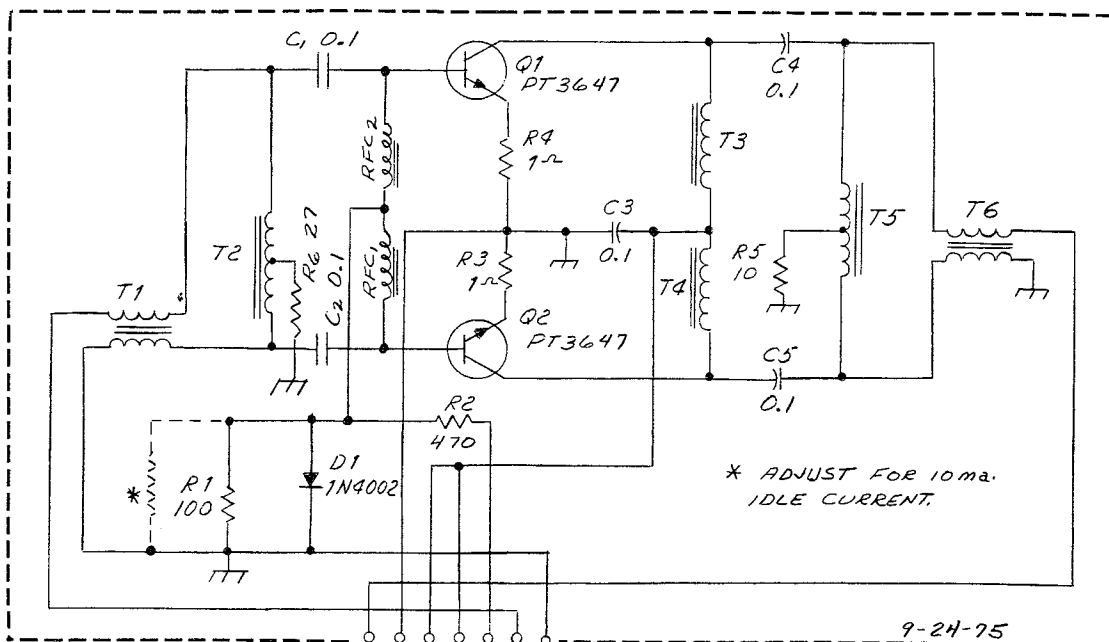 C1 0.1
Q1
PT3647
C4
0.1
RFC2
R4
1Ω
T3
T2
R6 27
C2 0.1
RFC1
C3
0.1
R3
1Ω
T4
R5
10
T5
T6
T1
Q2
PT3647
C5
0.1
R2
470
*
R1
100
D1
1N4002
* ADJUST FOR 10 ma.
IDLE CURRENT.
9-24-75